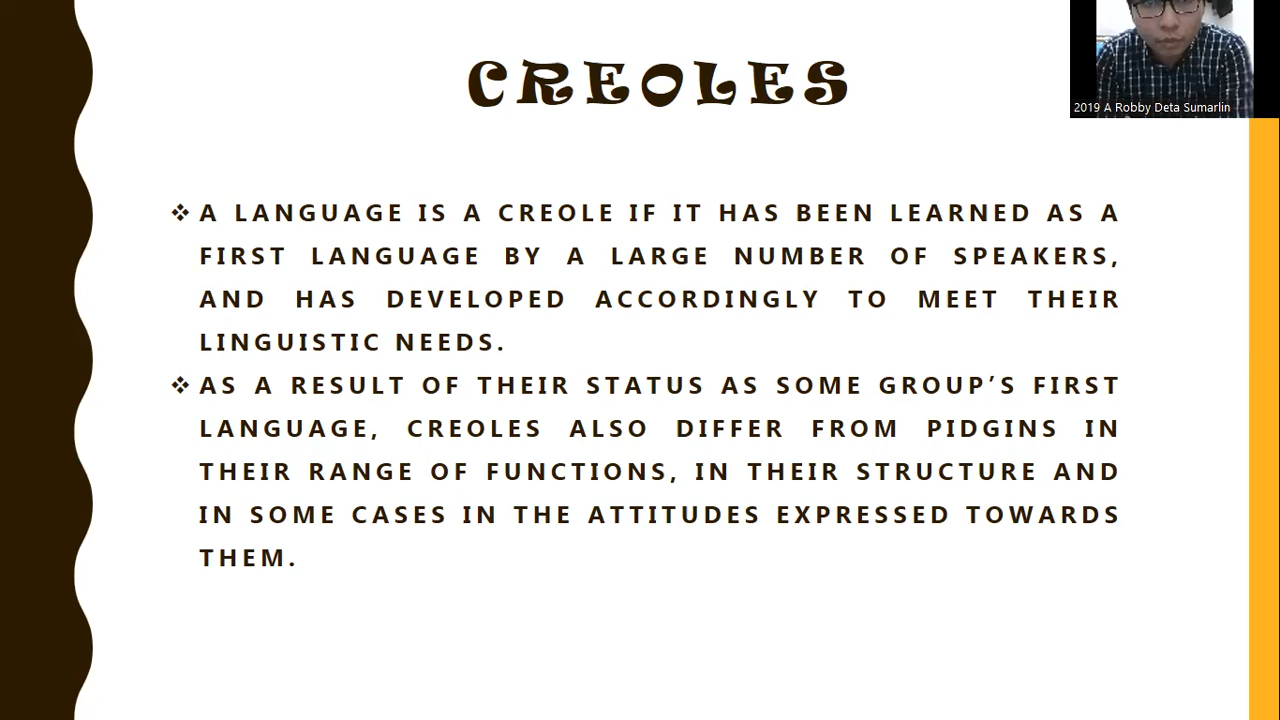 CREOLES
2019 A Robby Deta Sumarlin
❖ A LANGUAGE IS A CREOLE IF IT HAS BEEN LEARNED AS A
FIRST LANGUAGE BY A LARGE NUMBER OF SPEAKERS,
AND HAS DEVELOPED ACCORDINGLY TO MEET THEIR
LINGUISTIC NEEDS.
❖ AS A RESULT OF THEIR STATUS AS SOME GROUP’S FIRST
LANGUAGE, CREOLES ALSO DIFFER FROM PIDGINS IN
THEIR RANGE OF FUNCTIONS, IN THEIR STRUCTURE AND
IN SOME CASES IN THE ATTITUDES EXPRESSED TOWARDS
THEM.